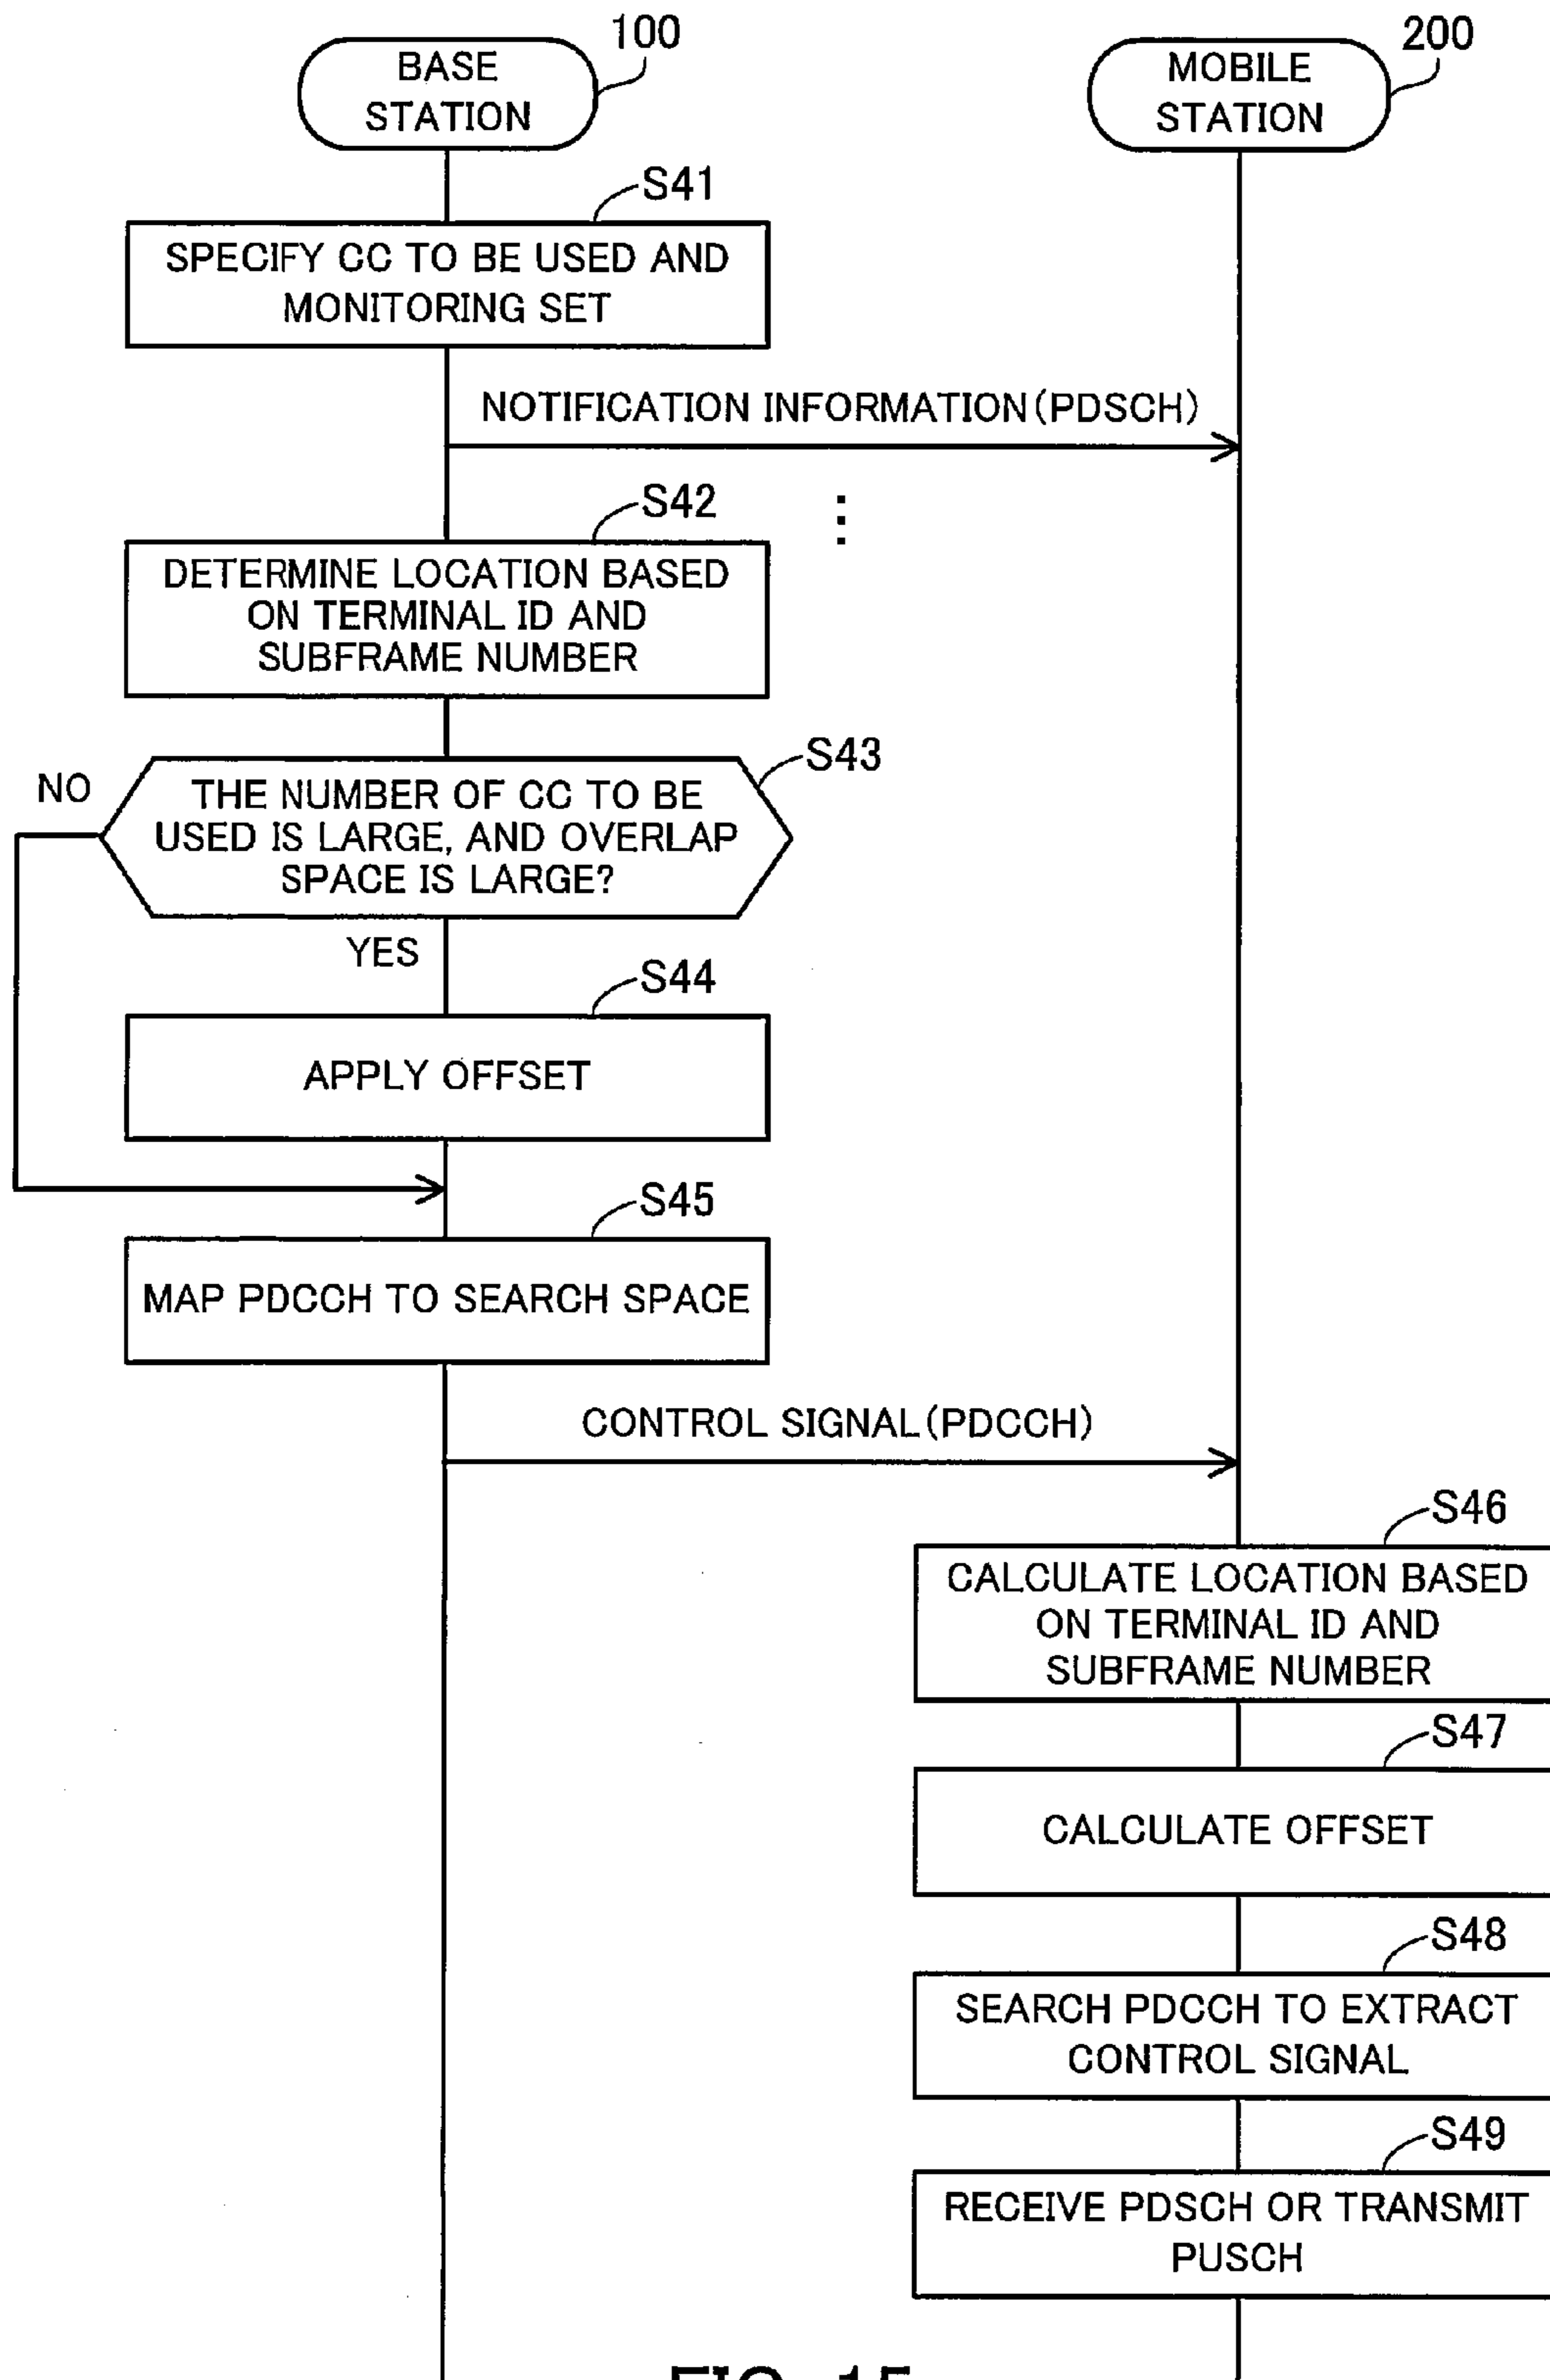 BASE
STATION
100
MOBILE
STATION
200
S41
SPECIFY CC TO BE USED AND
MONITORING SET
NOTIFICATION INFORMATION(PDSCH)
S42
DETERMINE LOCATION BASED
ON TERMINAL ID AND
SUBFRAME NUMBER
S43
NO
THE NUMBER OF CC TO BE
USED IS LARGE, AND OVERLAP
SPACE IS LARGE?
YES
S44
APPLY OFFSET
S45
MAP PDCCH TO SEARCH SPACE
CONTROL SIGNAL(PDCCH)
S46
CALCULATE LOCATION BASED
ON TERMINAL ID AND
SUBFRAME NUMBER
S47
CALCULATE OFFSET
S48
SEARCH PDCCH TO EXTRACT
CONTROL SIGNAL
S49
RECEIVE PDSCH OR TRANSMIT
PUSCH
FIG. 15